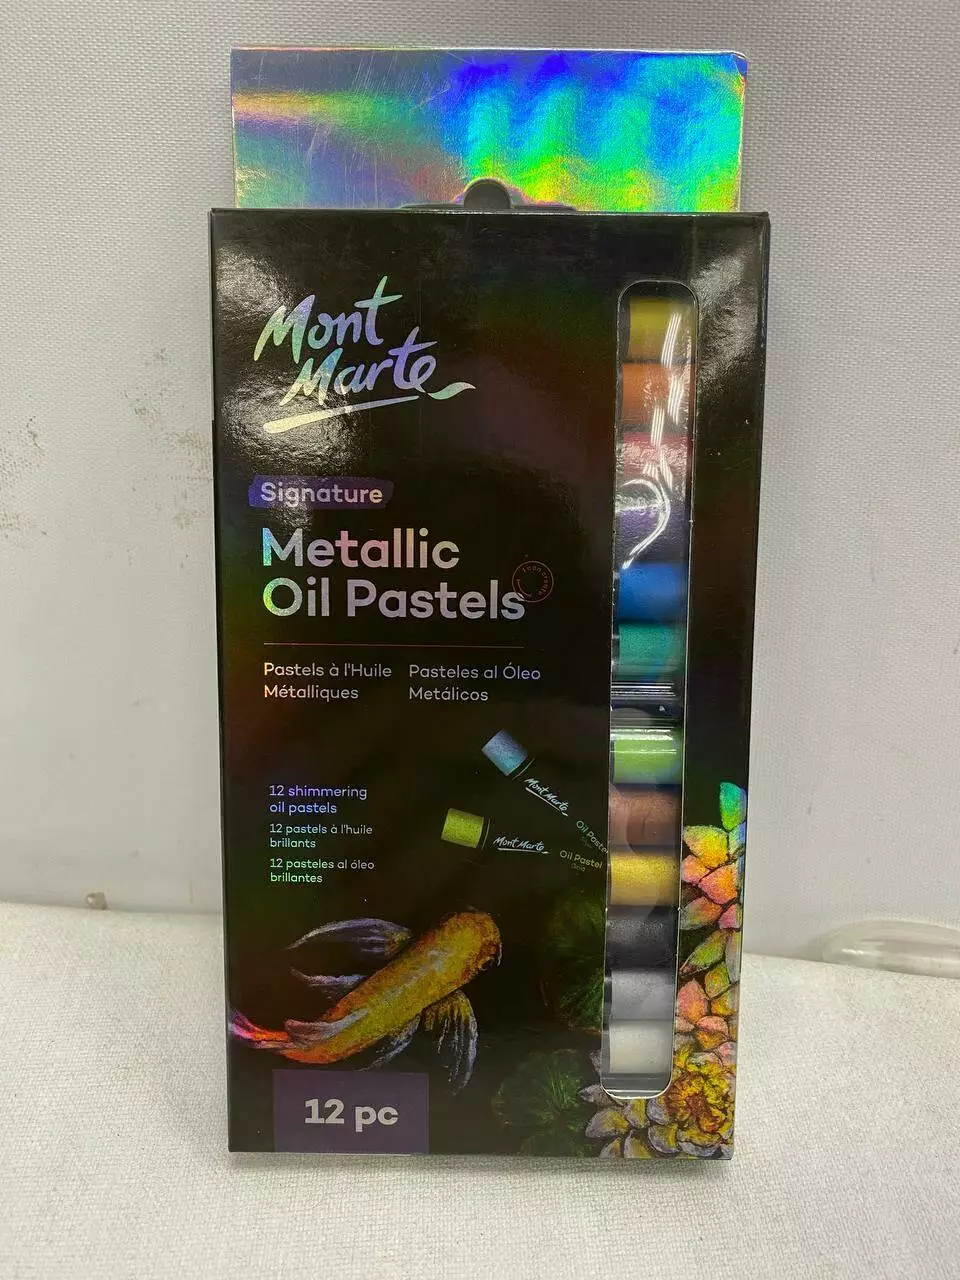 Mont
Marte
Signature
Metallic
Oil Pastels
Pastels à l'Huile
Métalliques
Pasteles al Óleo
Metálicos
12 shimmering
oil pastels
12 pastels à l'huile
brillants
12 pasteles al óleo
brillantes
Mont Marte
Oil Pastel
Mont Marte
Oil Pastel
12 pc